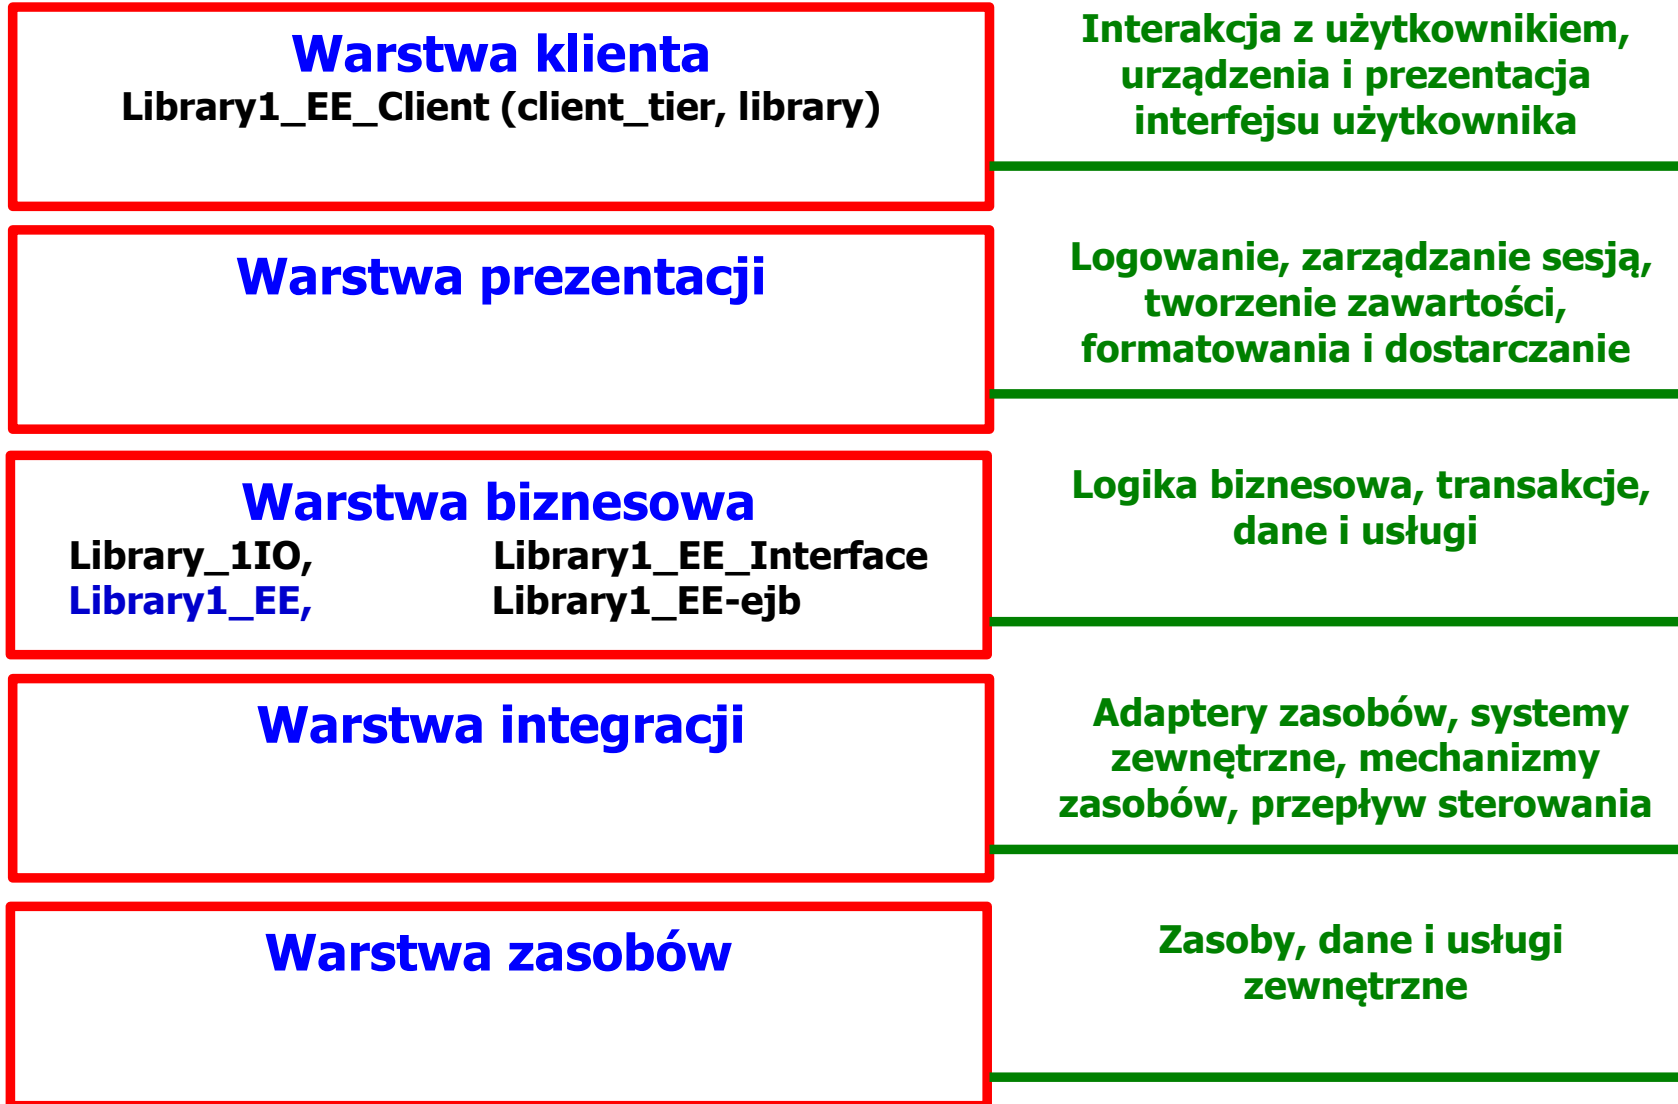 Warstwa klienta
Library1_EE_Client (client_tier, library)
Interakcja z użytkownikiem,
urządzenia i prezentacja
interfejsu użytkownika
Warstwa prezentacji
Logowanie, zarządzanie sesją,
tworzenie zawartości,
formatowania i dostarczanie
Warstwa biznesowa
Library_1IO, Library1_EE_Interface
Library1_EE, Library1_EE-ejb
Logika biznesowa, transakcje,
dane i usługi
Warstwa integracji
Adaptery zasobów, systemy
zewnętrzne, mechanizmy
zasobów, przepływ sterowania
Warstwa zasobów
Zasoby, dane i usługi
zewnętrzne